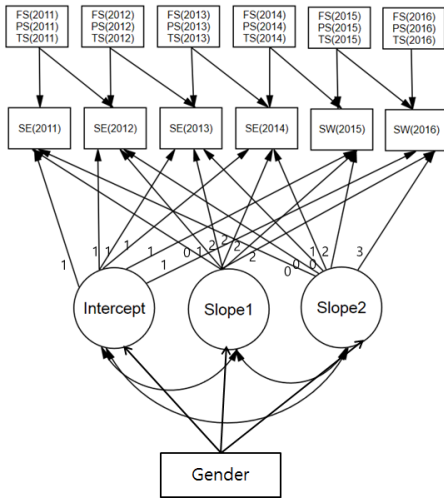 FS(2011) FS(2012) FS(2013) FS(2014) FS(2015) FS(2016)
PS(2011) PS(2012) PS(2013) PS(2014) PS(2015) PS(2016)
TS(2011) TS(2012) TS(2013) TS(2014) TS(2015) TS(2016)
SE(2011) SE(2012) SE(2013) SE(2014) SW(2015) SW(2016)
1 1 1 1 1 1 0 1 2 2 2 2 0 0 0 1 2 3
Intercept Slope1 Slope2
Gender